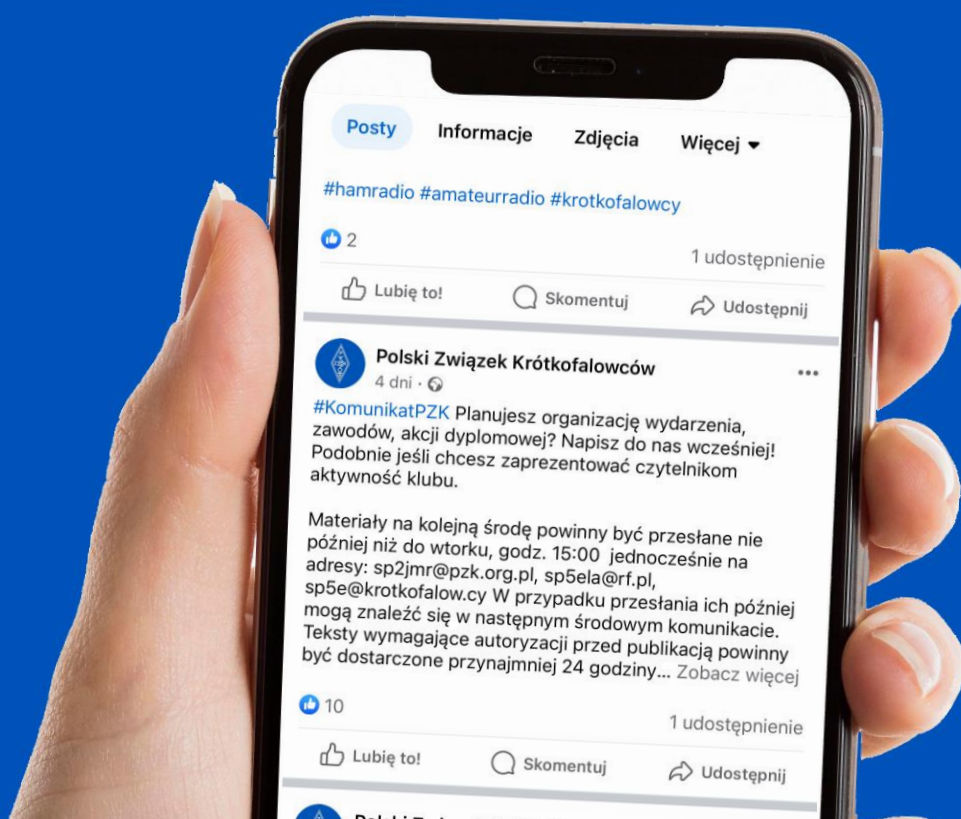 Posty Informacje Zdjęcia Więcej
#hamradio #amateurradio #krotkofalowcy
2 1 udostępnienie
Lubię to! Skomentuj Udostępnij
Polski Związek Krótkofalowców
4 dni ·
#KomunikatPZK Planujesz organizację wydarzenia,
zawodów, akcji dyplomowej? Napisz do nas wcześniej!
Podobnie jeśli chcesz zaprezentować czytelnikom
aktywność klubu.
Materiały na kolejną środę powinny być przesłane nie
później niż do wtorku, godz. 15:00 jednocześnie na
adresy: sp2jmr@pzk.org.pl, sp5ela@rf.pl,
sp5e@krotkofalow.cy W przypadku przesłania ich później
mogą znaleźć się w następnym środowym komunikacie.
Teksty wymagające autoryzacji przed publikacją powinny
być dostarczone przynajmniej 24 godziny... Zobacz więcej
10 1 udostępnienie
Lubię to! Skomentuj Udostępnij